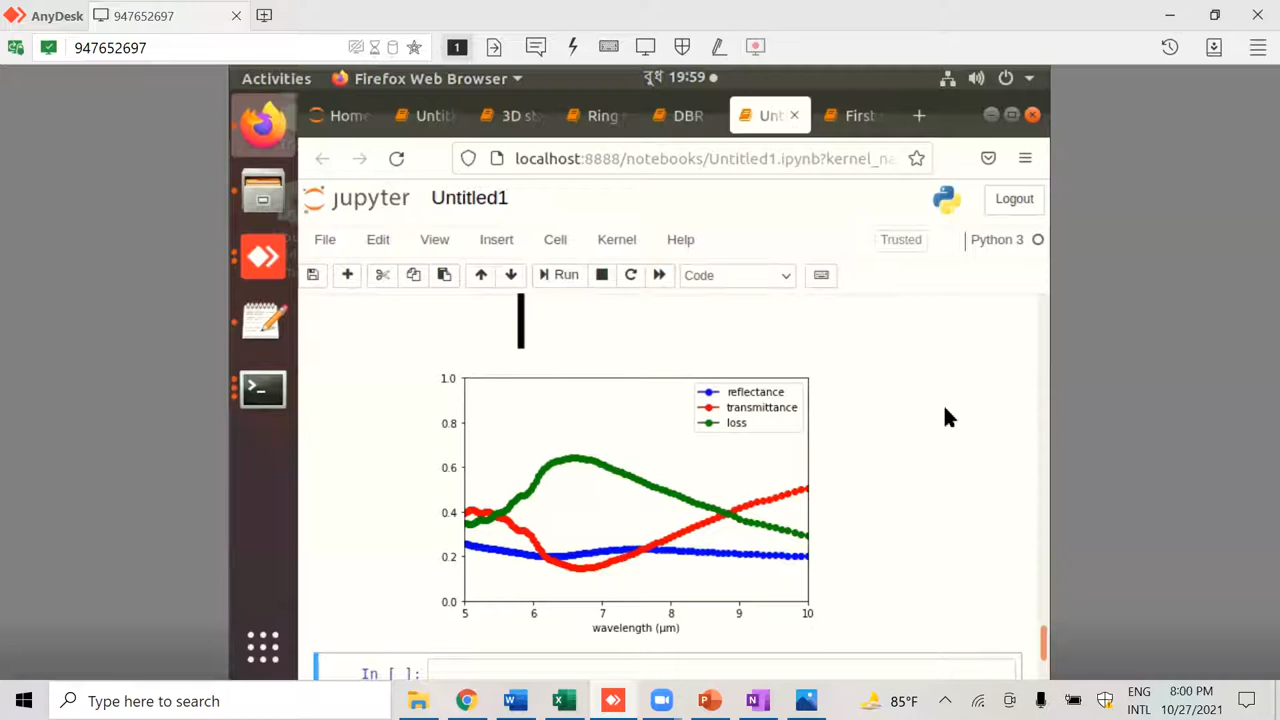 AnyDesk
947652697
947652697
1
Activities
Firefox Web Browser
বুধ 19:59
Home
Untit
3D st
Ring
DBR
Unt
First
localhost:8888/notebooks/Untitled1.ipynb?kernel_na
jupyter
Untitled1
Logout
File
Edit
View
Insert
Cell
Kernel
Help
Trusted
Python 3
Run
Code
1.0
0.8
0.6
0.4
0.2
0.0
reflectance
transmittance
loss
5 6 7 8 9 10
wavelength (μm)
In [ ]:
Type here to search
85°F
ENG
INTL
8:00 PM
10/27/2021